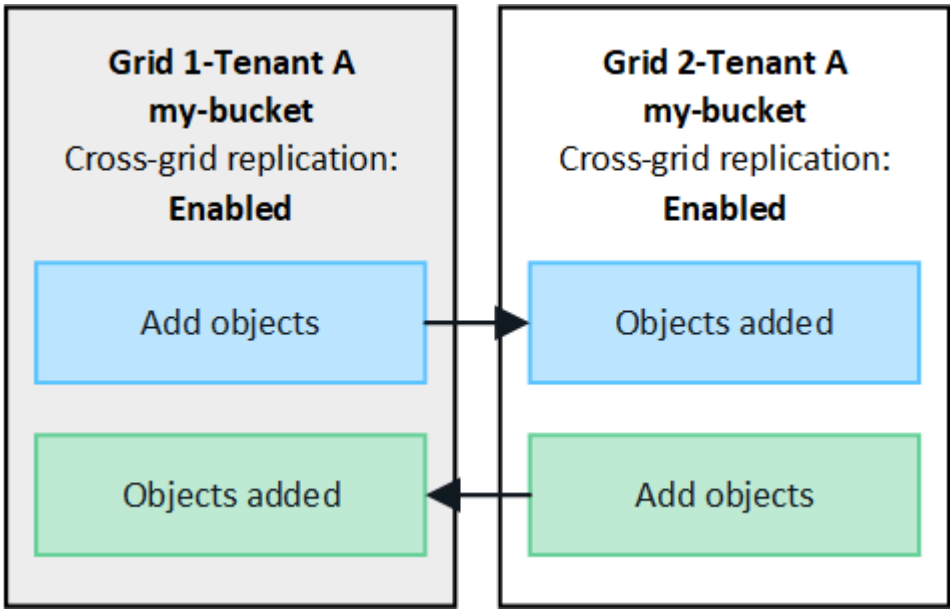 Grid 1-Tenant A
my-bucket
Cross-grid replication:
Enabled
Add objects
Objects added
Grid 2-Tenant A
my-bucket
Cross-grid replication:
Enabled
Objects added
Add objects